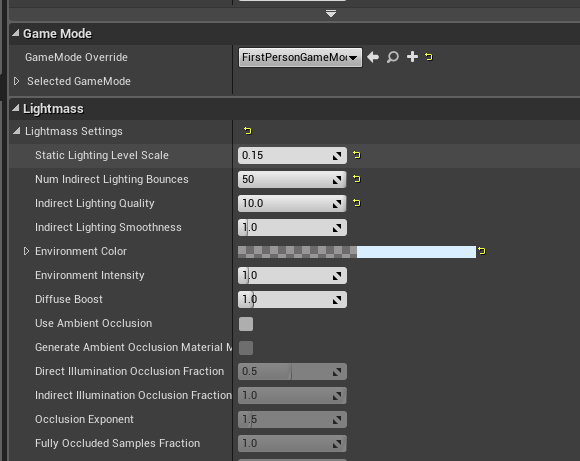 Game Mode
GameMode Override FirstPersonGameMo
Selected GameMode
Lightmass
Lightmass Settings
Static Lighting Level Scale 0.15
Num Indirect Lighting Bounces 50
Indirect Lighting Quality 10.0
Indirect Lighting Smoothness 1.0
Environment Color
Environment Intensity 1.0
Diffuse Boost 1.0
Use Ambient Occlusion
Generate Ambient Occlusion Material M
Direct Illumination Occlusion Fraction 0.5
Indirect Illumination Occlusion Fraction 1.0
Occlusion Exponent 1.5
Fully Occluded Samples Fraction 1.0